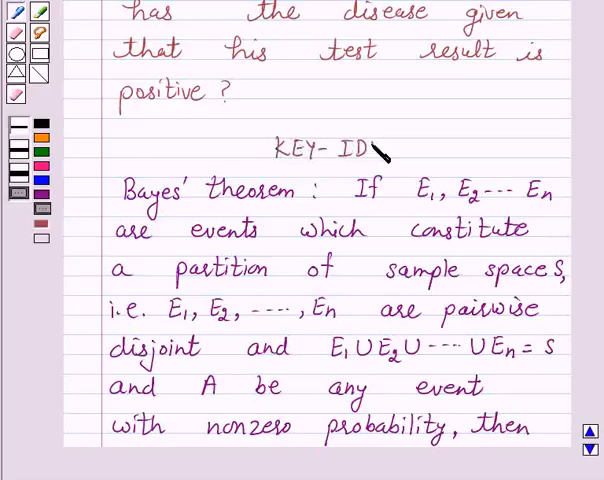 has the disease given
that his test result is
positive ?
KEY- ID
Bayes' theorem : If E1, E2 --- En
are events which constitute
a partition of sample space S,
i.e. E1, E2, ----, En are pairwise
disjoint and E1 U E2 U ---- U En = S
and A be any event
with nonzero probability, then